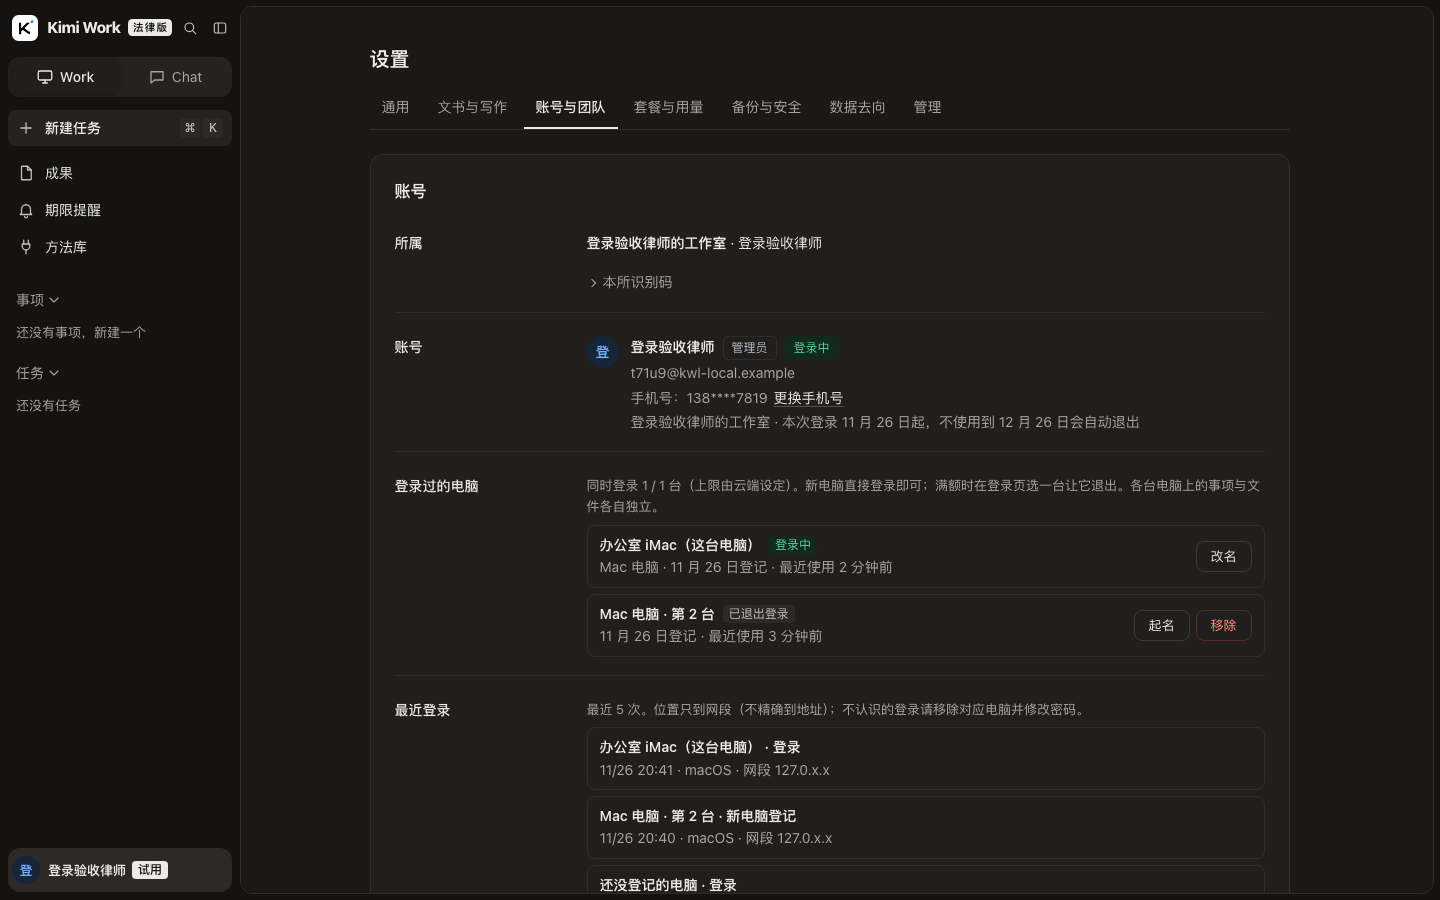 Kimi Work 法律版
Work
Chat
新建任务 ⌘ K
成果
期限提醒
方法库
事项
还没有事项，新建一个
任务
还没有任务
登 登录验收律师 试用
设置
通用 文书与写作 账号与团队 套餐与用量 备份与安全 数据去向 管理
账号
所属
登录验收律师的工作室 · 登录验收律师
本所识别码
账号
登 登录验收律师 管理员 登录中
t71u9@kwl-local.example
手机号：138****7819 更换手机号
登录验收律师的工作室 · 本次登录 11 月 26 日起，不使用到 12 月 26 日会自动退出
登录过的电脑
同时登录 1 / 1 台（上限由云端设定）。新电脑直接登录即可；满额时在登录页选一台让它退出。各台电脑上的事项与文
件各自独立。
办公室 iMac（这台电脑） 登录中
Mac 电脑 · 11 月 26 日登记 · 最近使用 2 分钟前
改名
Mac 电脑 · 第 2 台 已退出登录
11 月 26 日登记 · 最近使用 3 分钟前
起名 移除
最近登录
最近 5 次。位置只到网段（不精确到地址）；不认识的登录请移除对应电脑并修改密码。
办公室 iMac（这台电脑） · 登录
11/26 20:41 · macOS · 网段 127.0.x.x
Mac 电脑 · 第 2 台 · 新电脑登记
11/26 20:40 · macOS · 网段 127.0.x.x
还没登记的电脑 · 登录